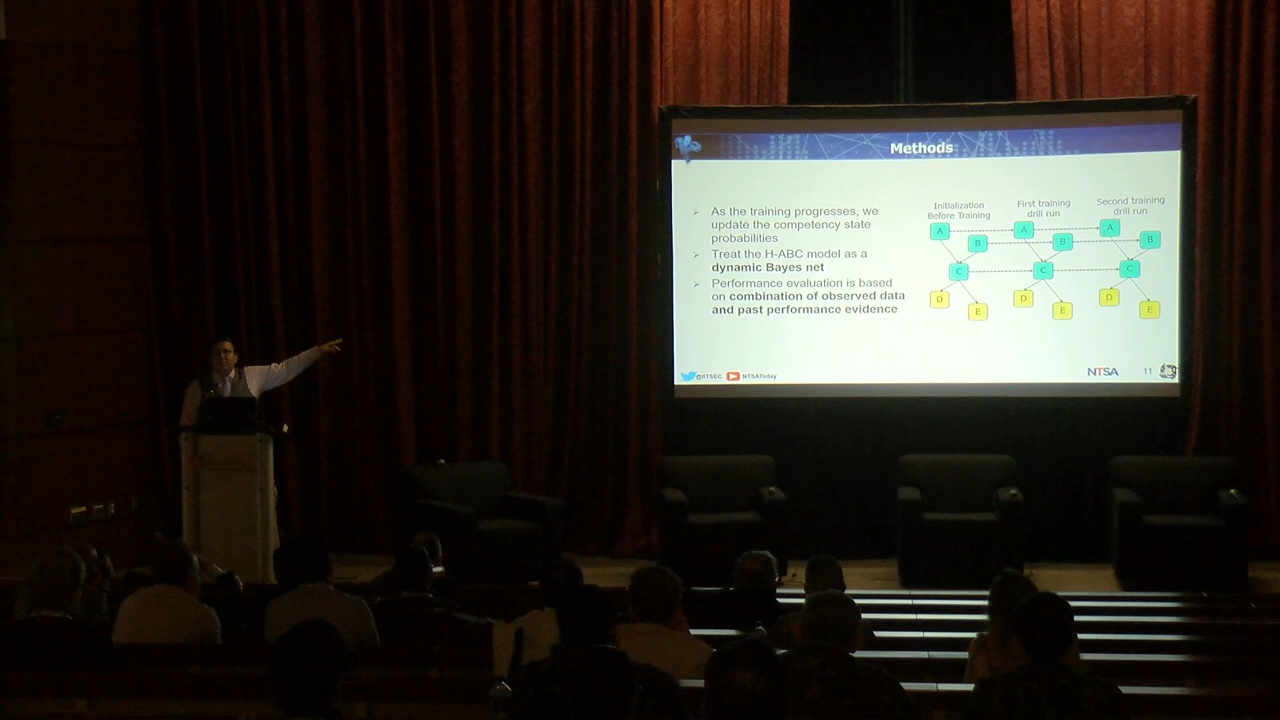 Methods
➢ As the training progresses, we
update the competency state
probabilities
➢ Treat the H-ABC model as a
dynamic Bayes net
➢ Performance evaluation is based
on combination of observed data
and past performance evidence
Initialization
Before Training
First training
drill run
Second training
drill run
A A A
B B B
C C C
D D D
E E E
@IITSEC NTSAToday
NTSA 11